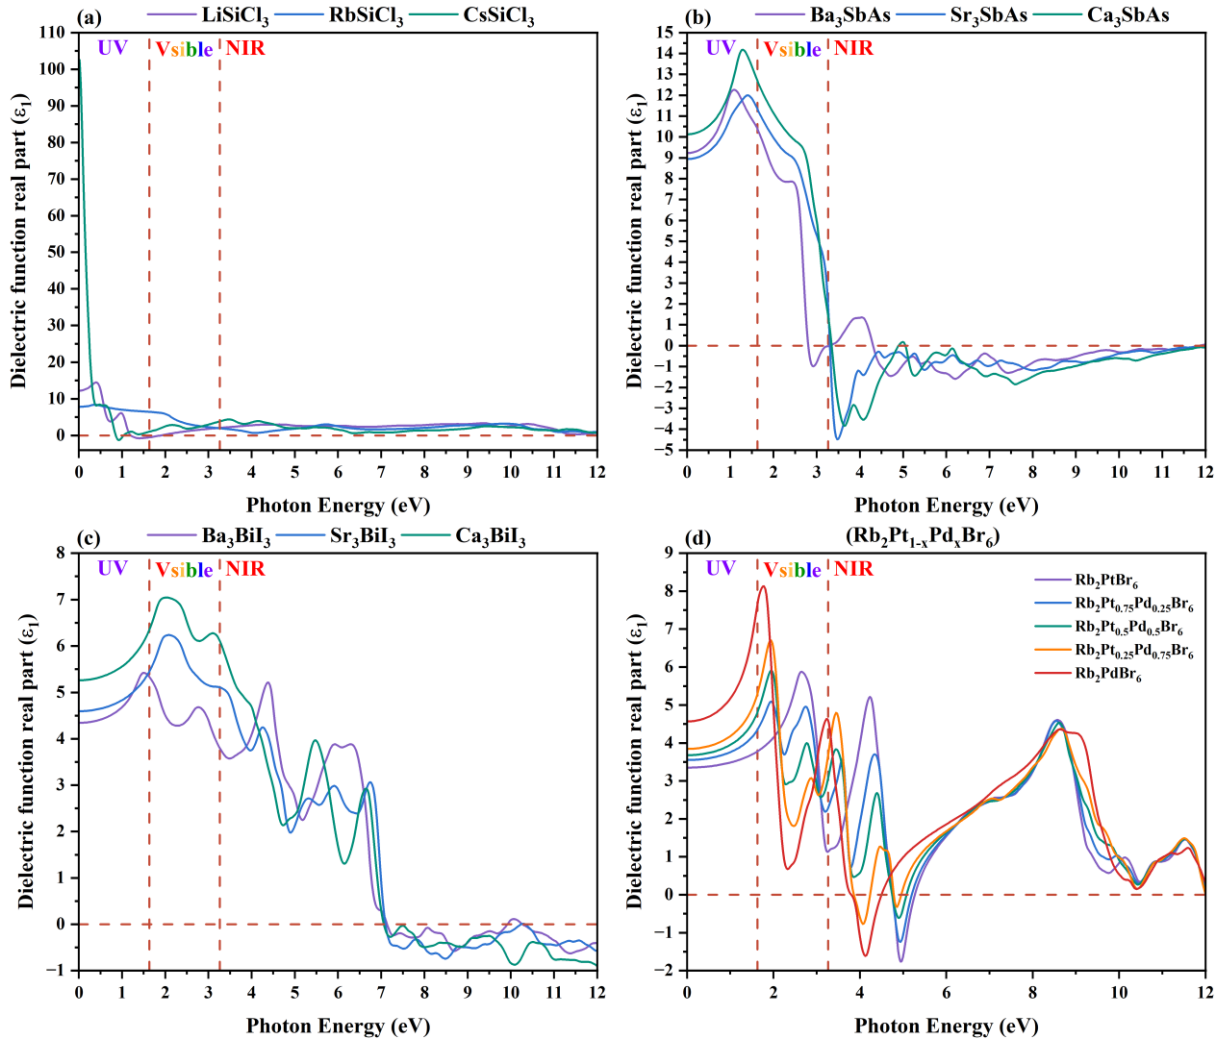 (a) LiSiCl₃ RbSiCl₃ CsSiCl₃
UV Vsible NIR
Dielectric function real part (ε₁)
110
100
90
80
70
60
50
40
30
20
10
0
0 1 2 3 4 5 6 7 8 9 10 11 12
Photon Energy (eV)
(b) Ba₃SbAs Sr₃SbAs Ca₃SbAs
UV Vsible NIR
Dielectric function real part (ε₁)
15
14
13
12
11
10
9
8
7
6
5
4
3
2
1
0
−1
−2
−3
−4
−5
0 1 2 3 4 5 6 7 8 9 10 11 12
Photon Energy (eV)
(c) Ba₃BiI₃ Sr₃BiI₃ Ca₃BiI₃
UV Vsible NIR
Dielectric function real part (ε₁)
8
7
6
5
4
3
2
1
0
−1
0 1 2 3 4 5 6 7 8 9 10 11 12
Photon Energy (eV)
(d) (Rb₂Pt₁₋ₓPdₓBr₆)
UV Vsible NIR
Rb₂PtBr₆
Rb₂Pt₀.₇₅Pd₀.₂₅Br₆
Rb₂Pt₀.₅Pd₀.₅Br₆
Rb₂Pt₀.₂₅Pd₀.₇₅Br₆
Rb₂PdBr₆
Dielectric function real part (ε₁)
9
8
7
6
5
4
3
2
1
0
−1
−2
0 2 4 6 8 10 12
Photon Energy (eV)